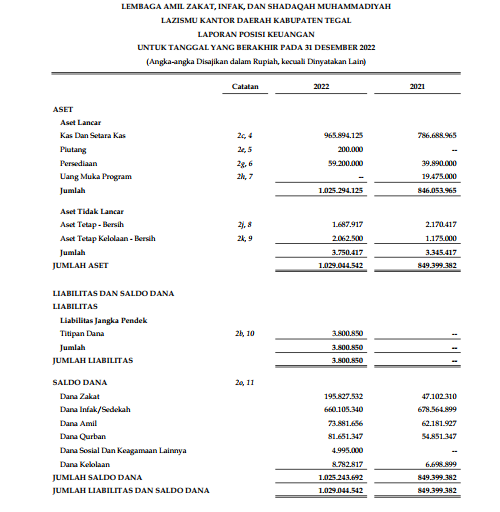 LEMBAGA AMIL ZAKAT, INFAK, DAN SHADAQAH MUHAMMADIYAH
LAZISMU KANTOR DAERAH KABUPATEN TEGAL
LAPORAN POSISI KEUANGAN
UNTUK TANGGAL YANG BERAKHIR PADA 31 DESEMBER 2022
(Angka-angka Disajikan dalam Rupiah, kecuali Dinyatakan Lain)
Catatan 2022 2021
ASET
Aset Lancar
Kas Dan Setara Kas 2c, 4 965.894.125 786.688.965
Piutang 2e, 5 200.000 --
Persediaan 2g, 6 59.200.000 39.890.000
Uang Muka Program 2h, 7 -- 19.475.000
Jumlah 1.025.294.125 846.053.965
Aset Tidak Lancar
Aset Tetap - Bersih 2j, 8 1.687.917 2.170.417
Aset Tetap Kelolaan - Bersih 2k, 9 2.062.500 1.175.000
Jumlah 3.750.417 3.345.417
JUMLAH ASET 1.029.044.542 849.399.382
LIABILITAS DAN SALDO DANA
LIABILITAS
Liabilitas Jangka Pendek
Titipan Dana 2b, 10 3.800.850 --
Jumlah 3.800.850 --
JUMLAH LIABILITAS 3.800.850 --
SALDO DANA 2o, 11
Dana Zakat 195.827.532 47.102.310
Dana Infak/Sedekah 660.105.340 678.564.899
Dana Amil 73.881.656 62.181.927
Dana Qurban 81.651.347 54.851.347
Dana Sosial Dan Keagamaan Lainnya 4.995.000 --
Dana Kelolaan 8.782.817 6.698.899
JUMLAH SALDO DANA 1.025.243.692 849.399.382
JUMLAH LIABILITAS DAN SALDO DANA 1.029.044.542 849.399.382